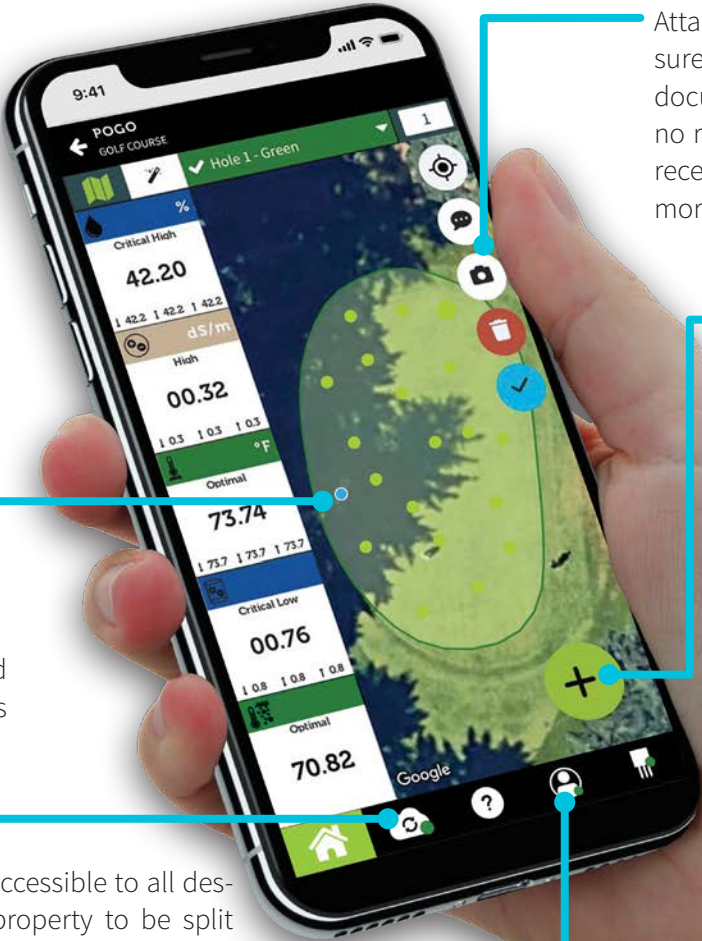 Atta
sure
docu
no r
rece
mor
9:41
POGO
GOLF COURSE
Hole 1 - Green
1
%
Critical High
42.20
42.2 42.2 42.2
dS/m
High
00.32
0.3 0.3 0.3
°F
Optimal
73.74
73.7 73.7 73.7
Critical Low
00.76
0.8 0.8 0.8
Optimal
70.82
Google
?
d
s
ccessible to all des-
property to be split